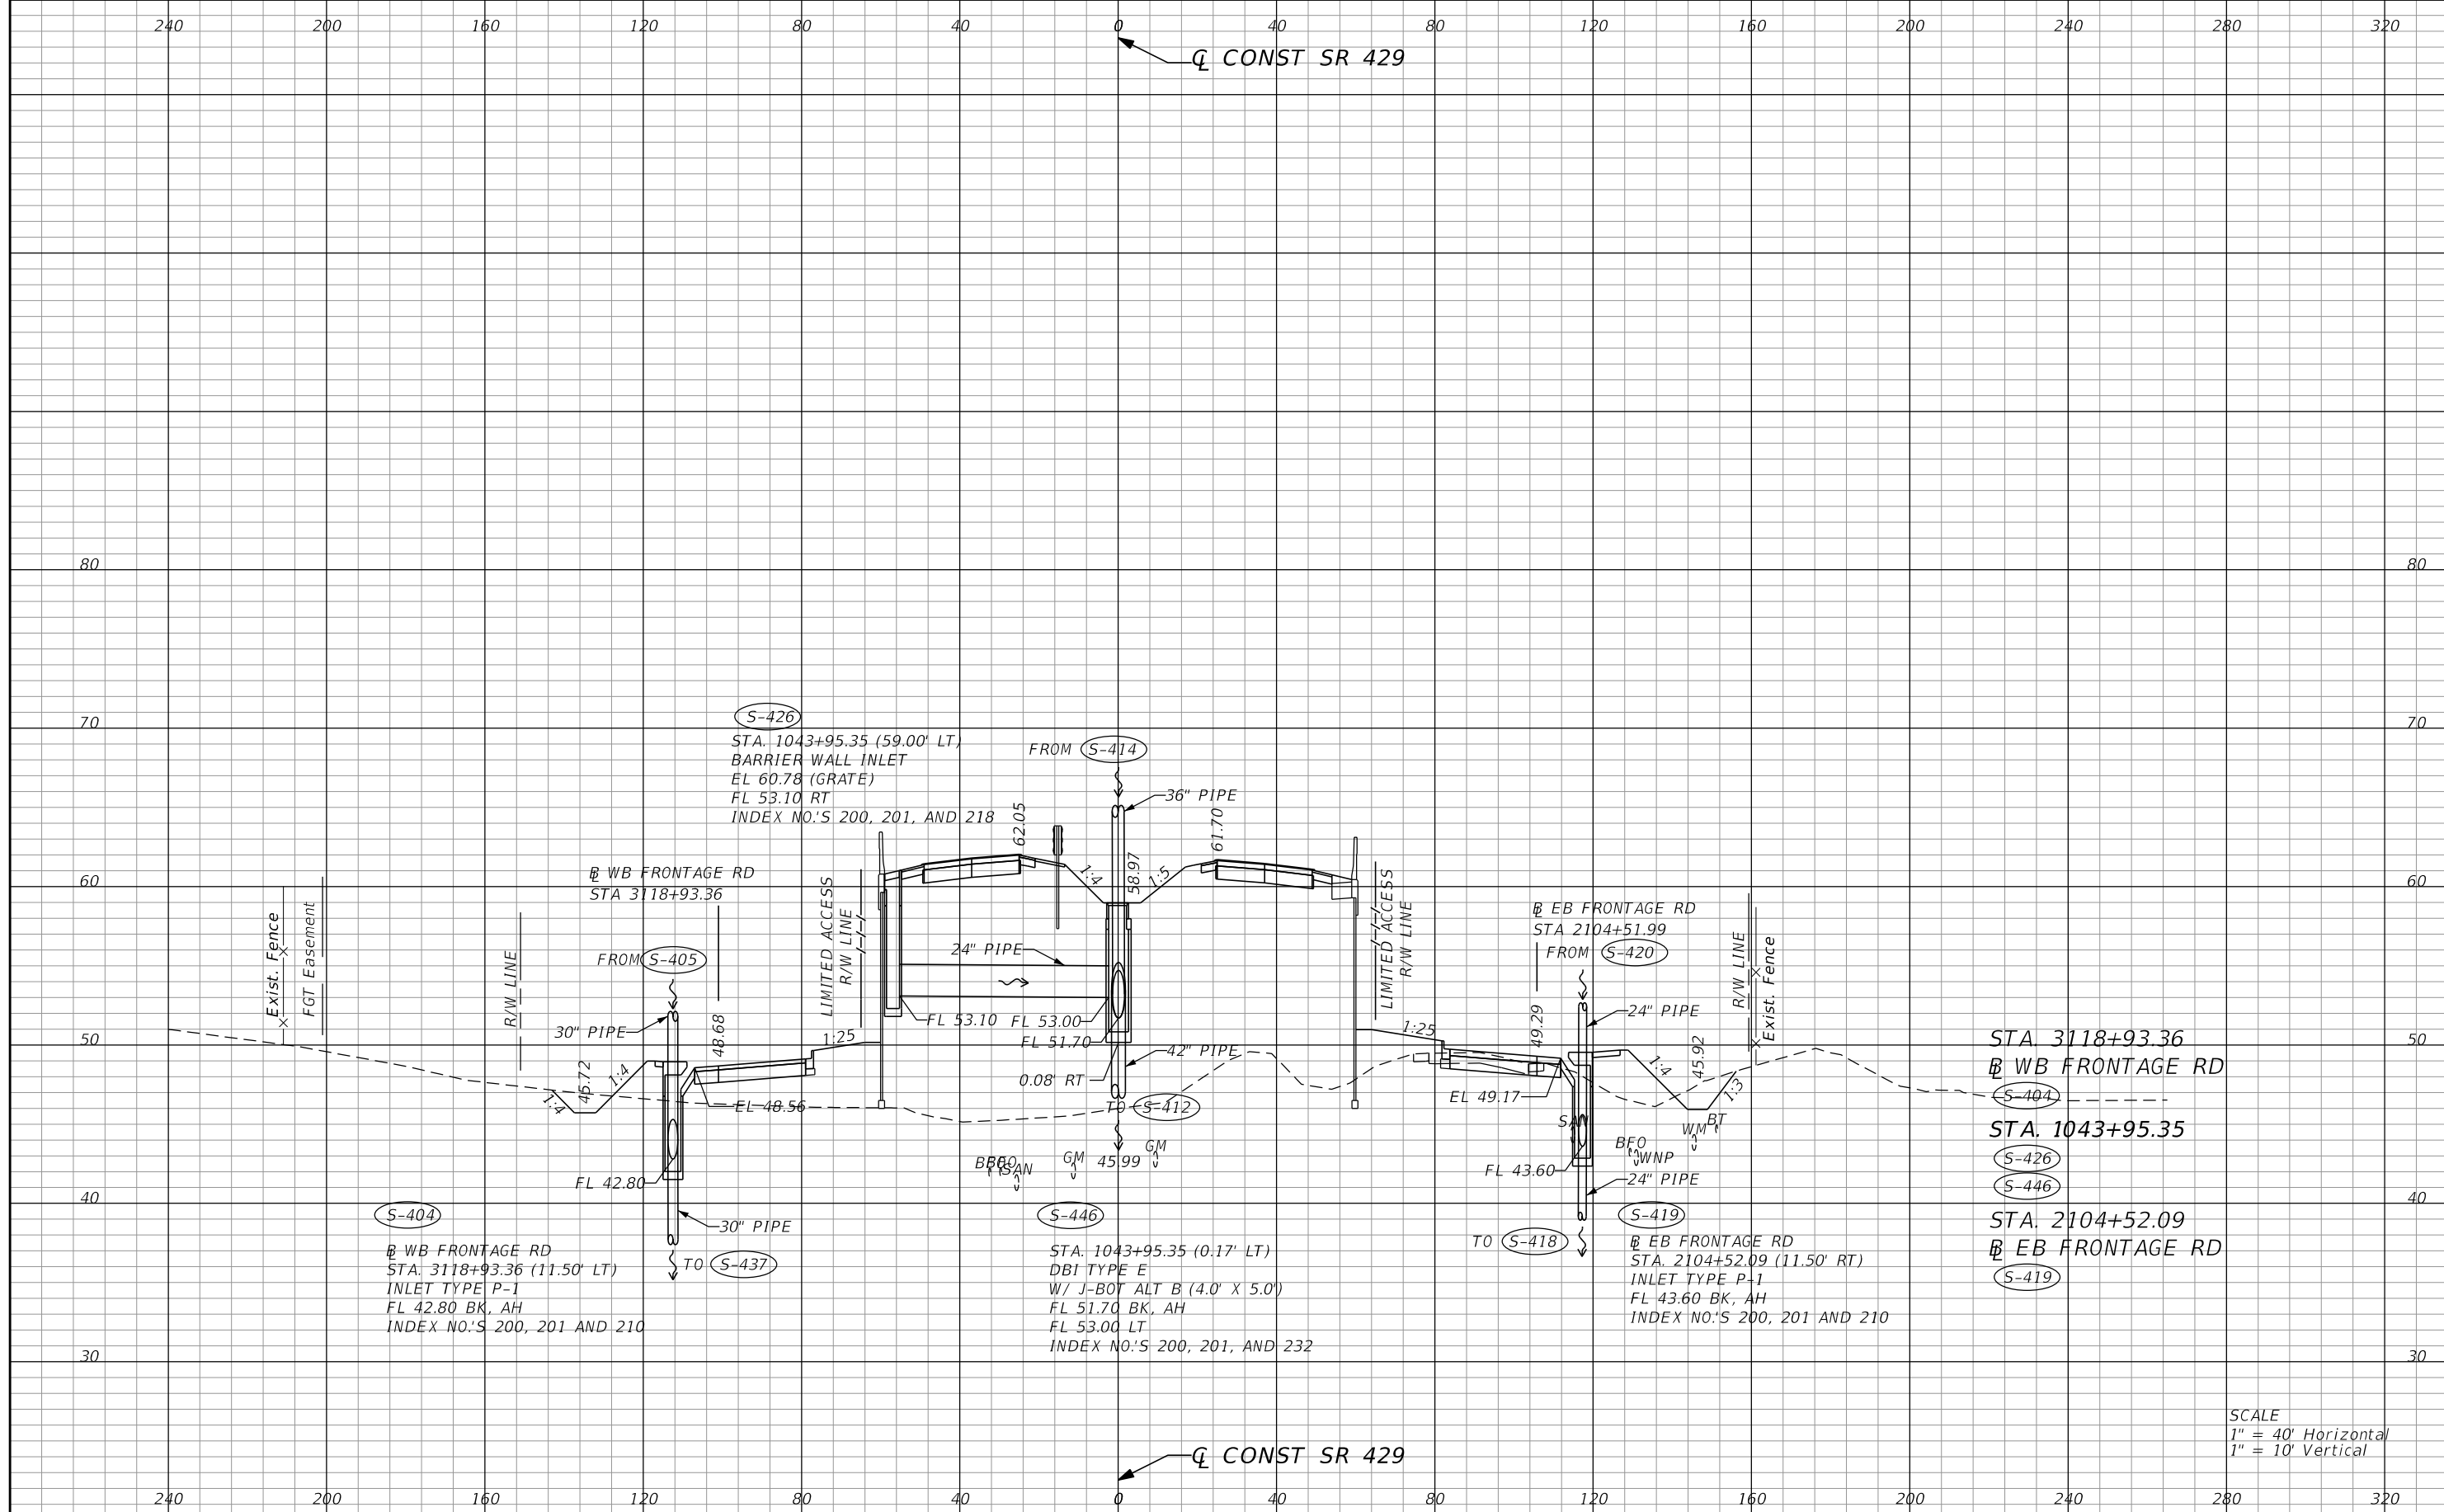 240 200 160 120 80 40 0 40 80 120 160 200 240 280 320
℄ CONST SR 429
80 80
70 70
60 60
50 50
40 40
30 30
S-426
STA. 1043+95.35 (59.00' LT)
BARRIER WALL INLET
EL 60.78 (GRATE)
FL 53.10 RT
INDEX NO.'S 200, 201, AND 218
FROM S-414
36" PIPE
62.05
61.70
58.97
1:4
1:5
B WB FRONTAGE RD
STA 3118+93.36
LIMITED ACCESS
R/W LINE
LIMITED ACCESS
R/W LINE
B EB FRONTAGE RD
STA 2104+51.99
FROM S-420
Exist. Fence
FGT Easement
R/W LINE
FROM S-405
24" PIPE
R/W LINE
Exist. Fence
30" PIPE
48.68
1:25
FL 53.10
FL 53.00
FL 51.70
42" PIPE
0.08' RT
1:25
49.29
24" PIPE
45.92
45.72
1:4
1:4
EL 48.56
TO S-412
EL 49.17
1:4
1:3
SAN
BFO
WNP
WM
BT
BFO
SAN
GM
45.99
GM
FL 42.80
FL 43.60
24" PIPE
30" PIPE
TO S-437
TO S-418
S-404
B WB FRONTAGE RD
STA. 3118+93.36 (11.50' LT)
INLET TYPE P-1
FL 42.80 BK, AH
INDEX NO.'S 200, 201 AND 210
S-446
STA. 1043+95.35 (0.17' LT)
DBI TYPE E
W/ J-BOT ALT B (4.0' X 5.0')
FL 51.70 BK, AH
FL 53.00 LT
INDEX NO.'S 200, 201, AND 232
S-419
B EB FRONTAGE RD
STA. 2104+52.09 (11.50' RT)
INLET TYPE P-1
FL 43.60 BK, AH
INDEX NO.'S 200, 201 AND 210
STA. 3118+93.36
B WB FRONTAGE RD
S-404
STA. 1043+95.35
S-426
S-446
STA. 2104+52.09
B EB FRONTAGE RD
S-419
SCALE
1" = 40' Horizontal
1" = 10' Vertical
℄ CONST SR 429
240 200 160 120 80 40 0 40 80 120 160 200 240 280 320